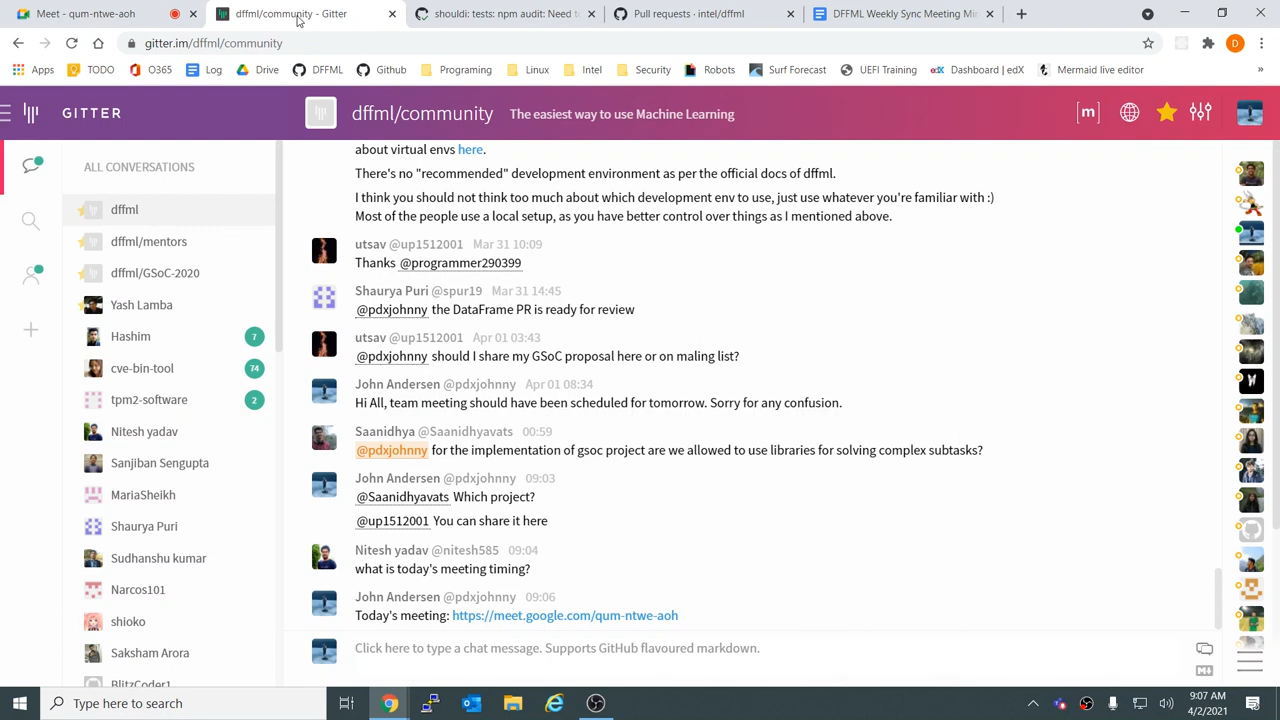 Meet
dffml/community - Gitter
schedule: depend to
Pull requests · intel/dffml
DFFML Weekly Sync Meeting Mi
gitter.im/dffml/community
D
Apps
TODO
O365
Log
Drive
DFFML
Github
Programing
Linux
Intel
Security
Robots
Surf Forecast
UEFI Training
edX
Dashboard | edX
Mermaid live editor
»
GITTER
dffml/community
The easiest way to use Machine Learning
[m]
ALL CONVERSATIONS
dffml
dffml/mentors
dffml/GSoC-2020
Yash Lamba
Hashim
7
cve-bin-tool
74
tpm2-software
2
Nitesh yadav
Sanjiban Sengupta
MariaSheikh
Shaurya Puri
Sudhanshu kumar
Narcos101
shioko
Saksham Arora
BlitzCoder1
about virtual envs here.
There's no "recommended" development environment as per the official docs of dffml.
I think you should not think too much about which development env to use, just use whatever you're familiar with :)
Most of the people use a local setup, as you have better control over things as I mentioned above.
utsav @up1512001 Mar 31 10:09
Thanks @programmer290399
Shaurya Puri @spur19 Mar 31 14:45
@pdxjohnny the DataFrame PR is ready for review
utsav @up1512001 Apr 01 03:43
@pdxjohnny should I share my GSoC proposal here or on maling list?
John Andersen @pdxjohnny Apr 01 08:34
Hi All, team meeting should have been scheduled for tomorrow. Sorry for any confusion.
Saanidhya @Saanidhyavats 00:59
@pdxjohnny for the implementation of gsoc project are we allowed to use libraries for solving complex subtasks?
John Andersen @pdxjohnny 09:03
@Saanidhyavats Which project?
@up1512001 You can share it here
Nitesh yadav @nitesh585 09:04
what is today's meeting timing?
John Andersen @pdxjohnny 09:06
Today's meeting: https://meet.google.com/qum-ntwe-aoh
Click here to type a chat message. Supports GitHub flavoured markdown.
Type here to search
9:07 AM
4/2/2021